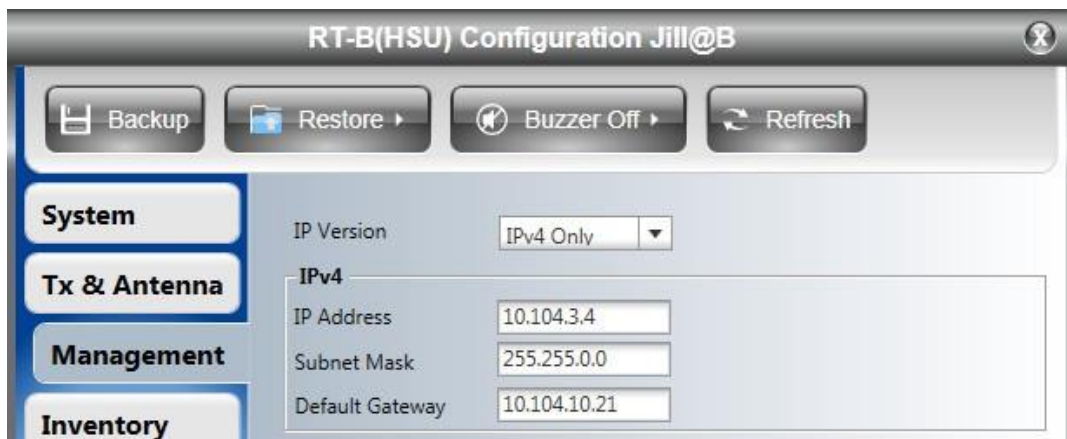 RT-B(HSU) Configuration Jill@B
Backup
Restore
Buzzer Off
Refresh
System
Tx & Antenna
Management
Inventory
IP Version
IPv4 Only
IPv4
IP Address
10.104.3.4
Subnet Mask
255.255.0.0
Default Gateway
10.104.10.21